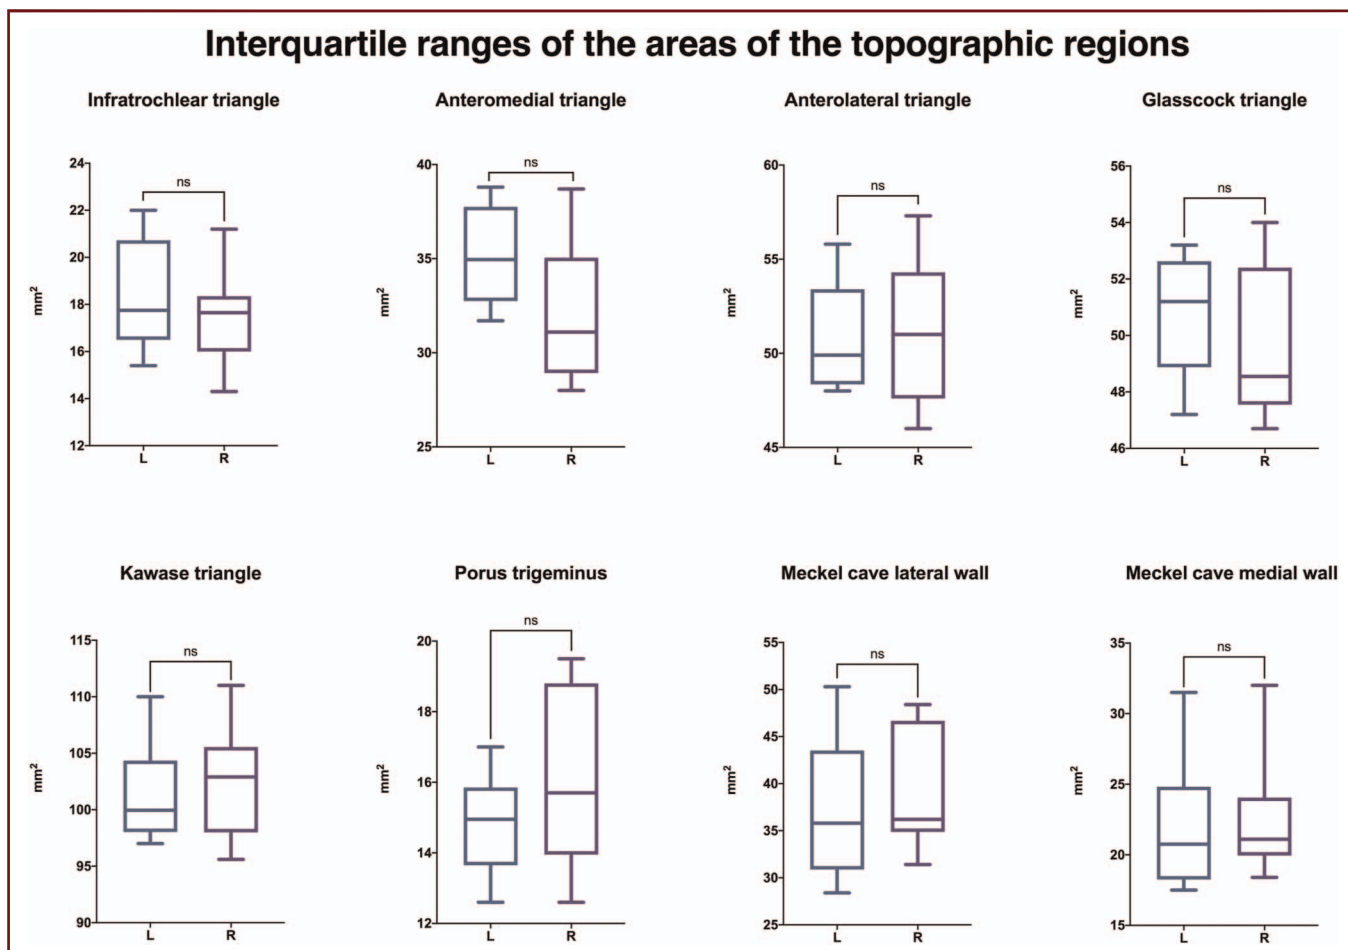 Interquartile ranges of the areas of the topographic regions
Infratrochlear triangle
24
22
20
18
16
14
12
mm²
ns
L R
Anteromedial triangle
40
35
30
25
mm²
ns
L R
Anterolateral triangle
60
55
50
45
mm²
ns
L R
Glasscock triangle
56
54
52
50
48
46
mm²
ns
L R
Kawase triangle
115
110
105
100
95
90
mm²
ns
L R
Porus trigeminus
20
18
16
14
12
mm²
ns
L R
Meckel cave lateral wall
55
50
45
40
35
30
25
mm²
ns
L R
Meckel cave medial wall
35
30
25
20
15
mm²
ns
L R